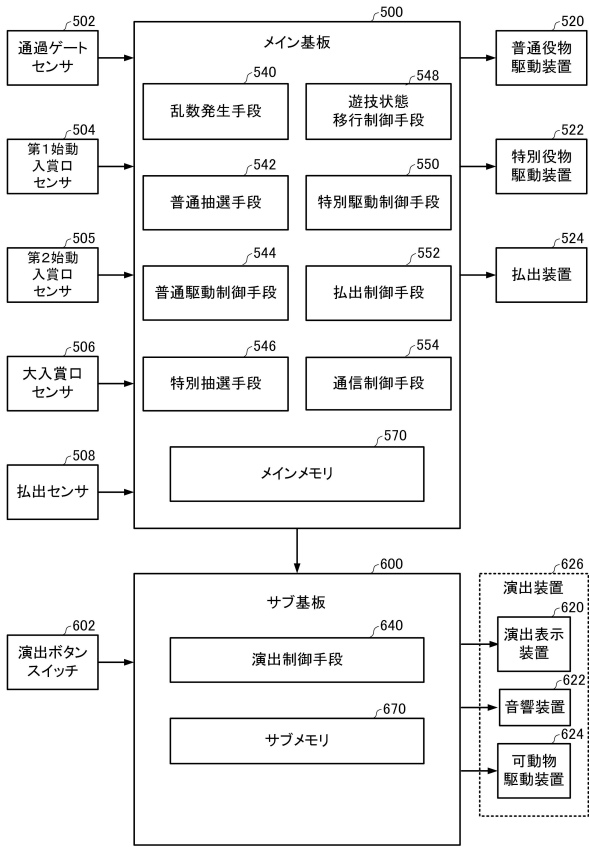 502
通過ゲート
センサ
504
第1始動
入賞口
センサ
505
第2始動
入賞口
センサ
506
大入賞口
センサ
508
払出センサ
500
メイン基板
540
乱数発生手段
548
遊技状態
移行制御手段
542
普通抽選手段
550
特別駆動制御手段
544
普通駆動制御手段
552
払出制御手段
546
特別抽選手段
554
通信制御手段
570
メインメモリ
520
普通役物
駆動装置
522
特別役物
駆動装置
524
払出装置
602
演出ボタン
スイッチ
600
サブ基板
640
演出制御手段
670
サブメモリ
626
演出装置
620
演出表示
装置
622
音響装置
624
可動物
駆動装置